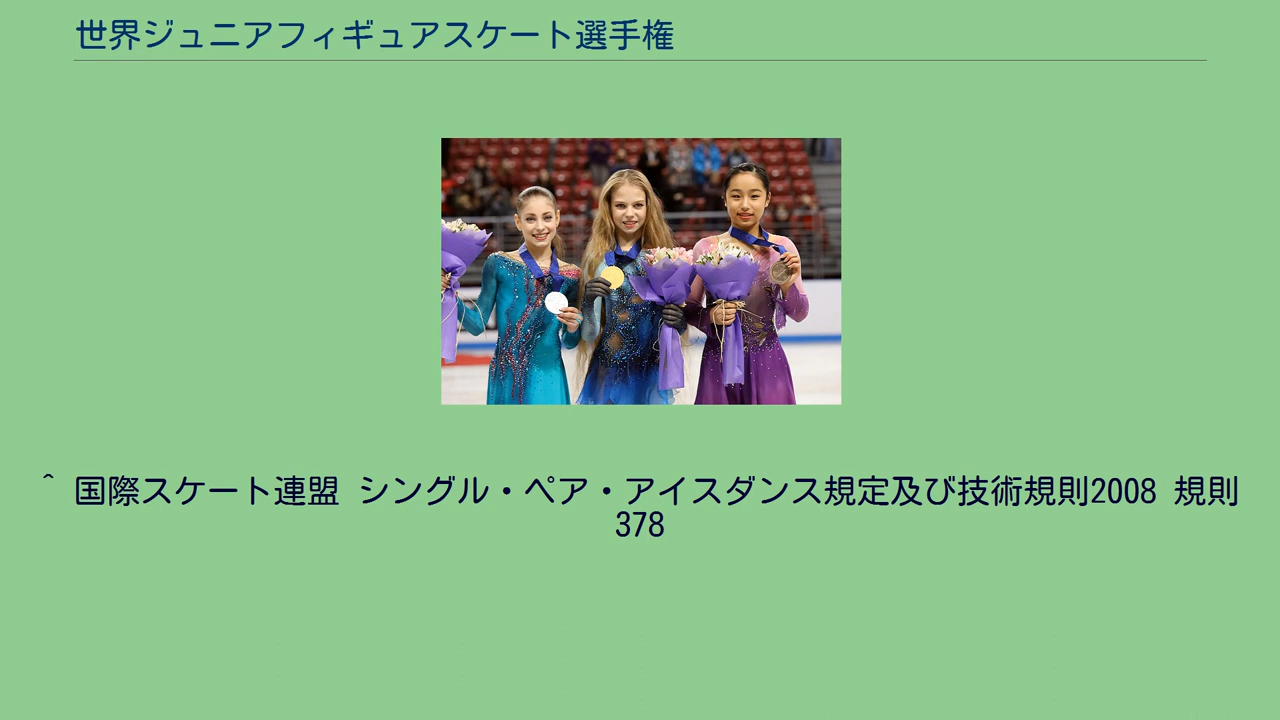 世界ジュニアフィギュアスケート選手権
^ 国際スケート連盟 シングル・ペア・アイスダンス規定及び技術規則2008 規則
378